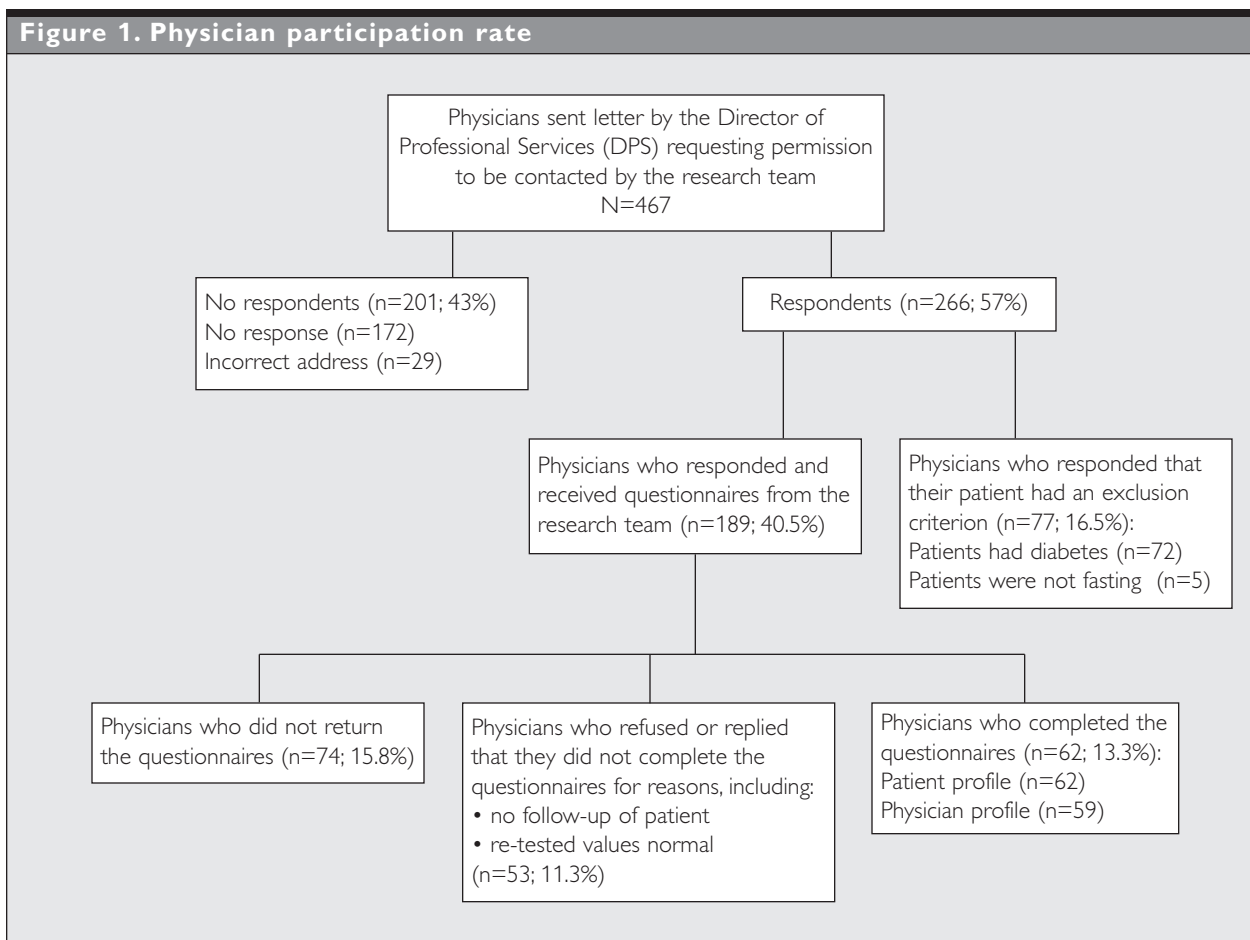 Figure 1. Physician participation rate
Physicians sent letter by the Director of
Professional Services (DPS) requesting permission
to be contacted by the research team
N=467
No respondents (n=201; 43%)
No response (n=172)
Incorrect address (n=29)
Respondents (n=266; 57%)
Physicians who responded and
received questionnaires from the
research team (n=189; 40.5%)
Physicians who responded that
their patient had an exclusion
criterion (n=77; 16.5%):
Patients had diabetes (n=72)
Patients were not fasting (n=5)
Physicians who did not return
the questionnaires (n=74; 15.8%)
Physicians who refused or replied
that they did not complete the
questionnaires for reasons, including:
• no follow-up of patient
• re-tested values normal
(n=53; 11.3%)
Physicians who completed the
questionnaires (n=62; 13.3%):
Patient profile (n=62)
Physician profile (n=59)